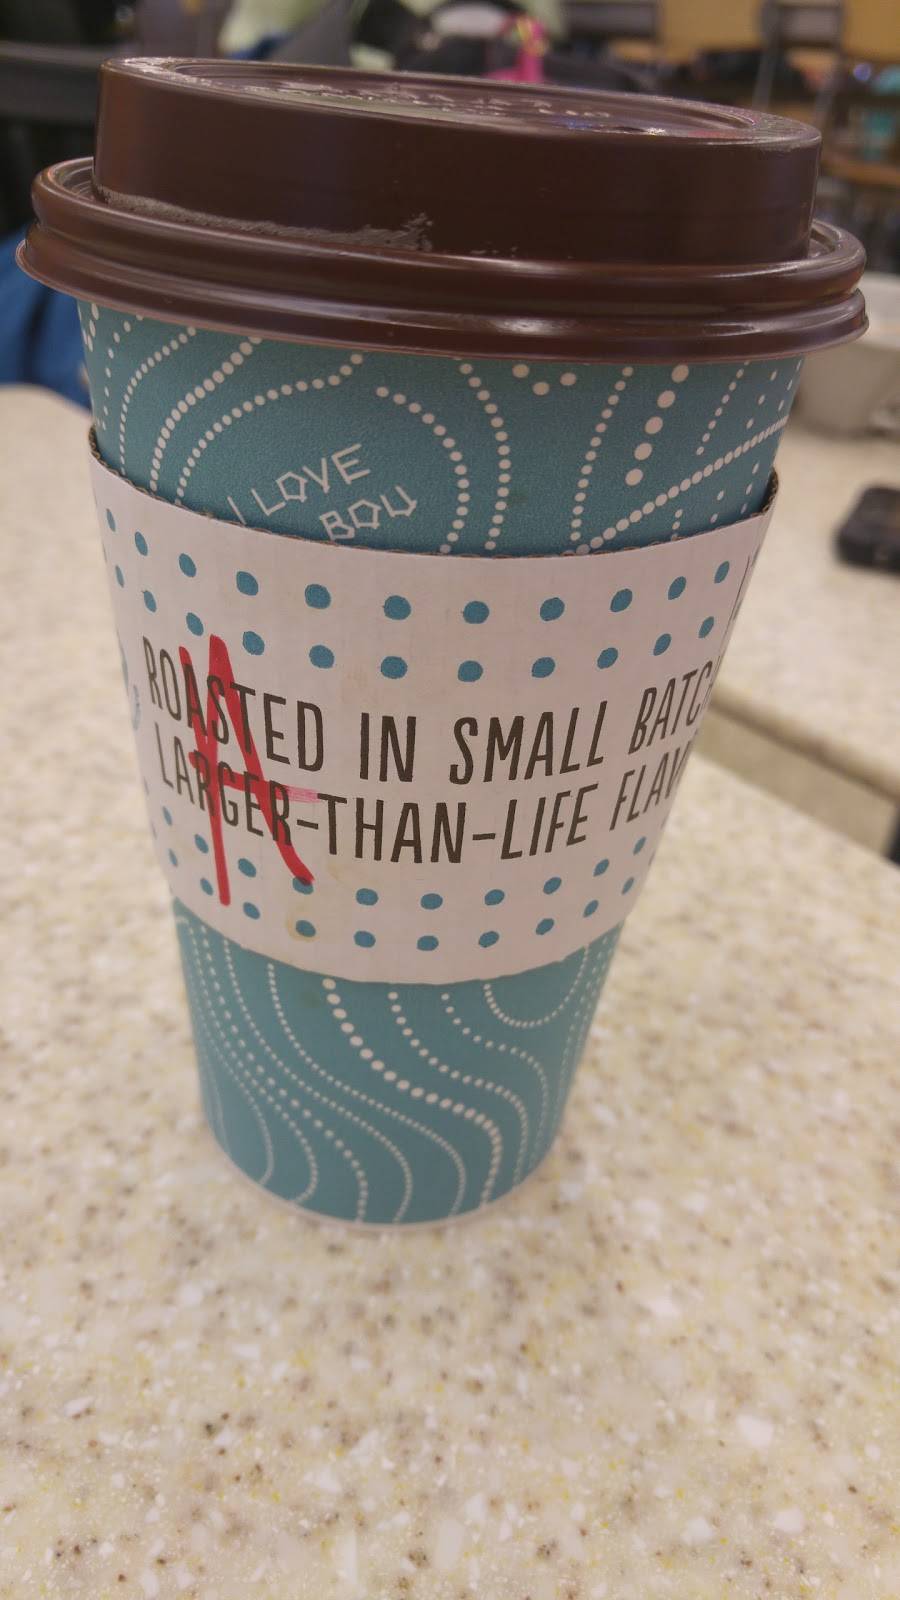 I LOVE
BOU
A
ROASTED IN SMALL
LARGER-THAN-LIFE